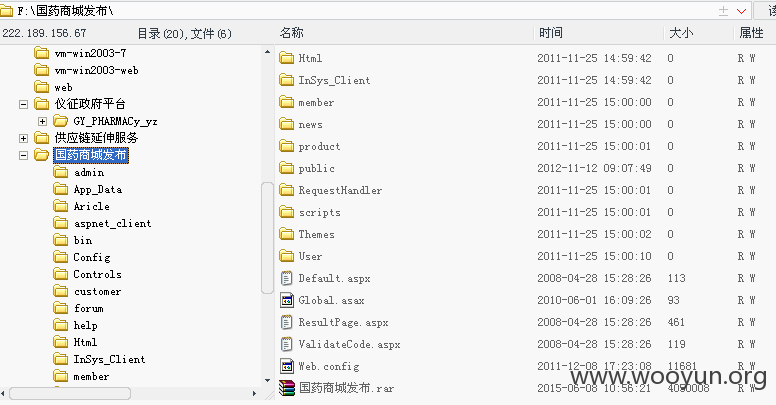 F:\国药商城发布\
222.189.156.67 目录(20),文件(6) 名称 时间 大小 属性
vm-win2003-7
vm-win2003-web
web
仪征政府平台
GY_PHARMACy_yz
供应链延伸服务
国药商城发布
admin
App_Data
Aricle
aspnet_client
bin
Config
Controls
customer
forum
help
Html
InSys_Client
member
Html 2011-11-25 14:59:42 0 R W
InSys_Client 2011-11-25 14:59:42 0 R W
member 2011-11-25 15:00:00 0 R W
news 2011-11-25 15:00:00 0 R W
product 2011-11-25 15:00:01 0 R W
public 2012-11-12 09:07:49 0 R W
RequestHandler 2011-11-25 15:00:01 0 R W
scripts 2011-11-25 15:00:01 0 R W
Themes 2011-11-25 15:00:02 0 R W
User 2011-11-25 15:00:10 0 R W
Default.aspx 2008-04-28 15:28:26 113 R W
Global.asax 2010-06-01 16:09:26 93 R W
ResultPage.aspx 2008-04-28 15:28:26 461 R W
ValidateCode.aspx 2008-04-28 15:28:26 119 R W
Web.config 2011-12-08 17:23:08 11681 R W
国药商城发布.rar 2015-06-08 10:56:21 4090008 R W
www.wooyun.org